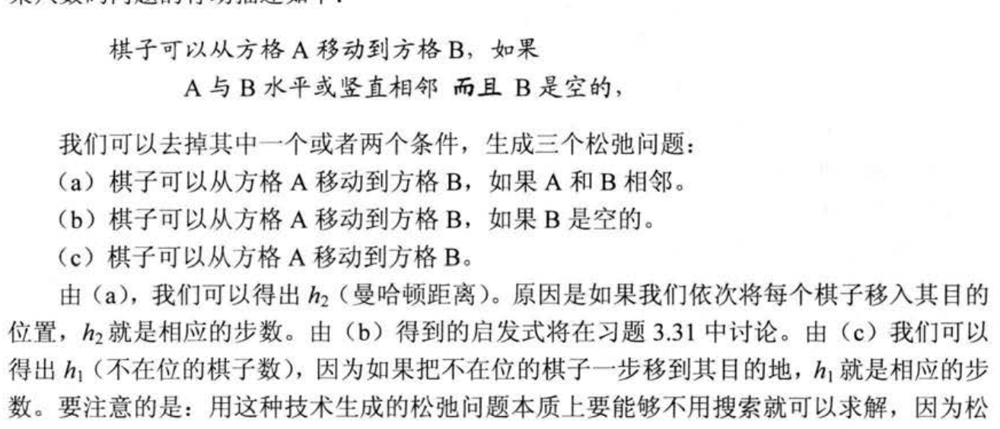 棋子可以从方格 A 移动到方格 B，如果
A 与 B 水平或竖直相邻 而且 B 是空的，
我们可以去掉其中一个或者两个条件，生成三个松弛问题：
（a）棋子可以从方格 A 移动到方格 B，如果 A 和 B 相邻。
（b）棋子可以从方格 A 移动到方格 B，如果 B 是空的。
（c）棋子可以从方格 A 移动到方格 B。
由（a），我们可以得出 h₂（曼哈顿距离）。原因是如果我们依次将每个棋子移入其目的
位置，h₂ 就是相应的步数。由（b）得到的启发式将在习题 3.31 中讨论。由（c）我们可以
得出 h₁（不在位的棋子数），因为如果把不在位的棋子一步移到其目的地，h₁ 就是相应的步
数。要注意的是：用这种技术生成的松弛问题本质上要能够不用搜索就可以求解，因为松